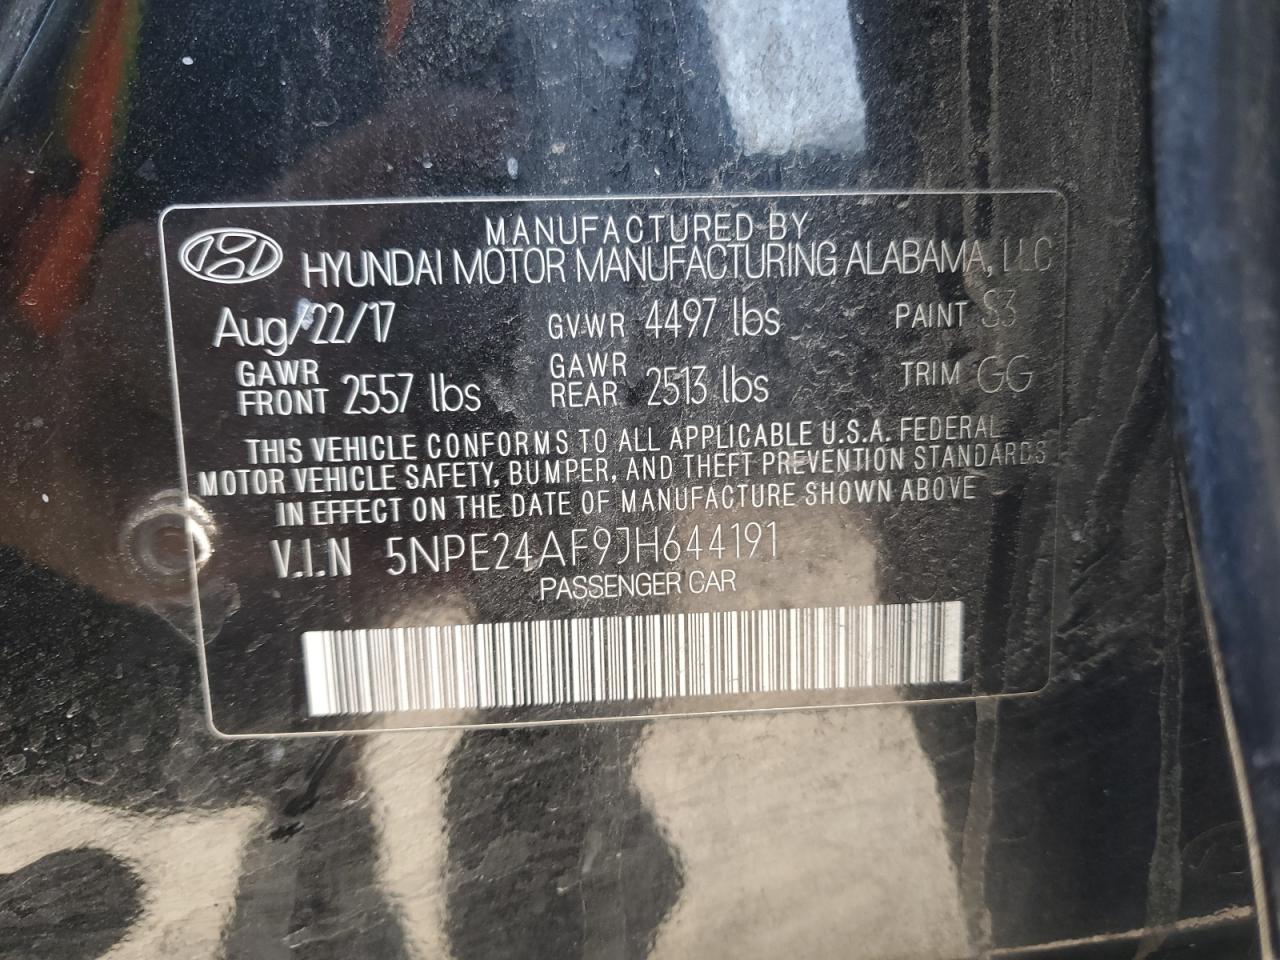 MANUFACTURED BY
HYUNDAI MOTOR MANUFACTURING ALABAMA, LLC
Aug/22/17 GVWR 4497 lbs PAINT S3
GAWR FRONT 2557 lbs GAWR REAR 2513 lbs TRIM GG
THIS VEHICLE CONFORMS TO ALL APPLICABLE U.S.A. FEDERAL
MOTOR VEHICLE SAFETY, BUMPER, AND THEFT PREVENTION STANDARDS
IN EFFECT ON THE DATE OF MANUFACTURE SHOWN ABOVE
V.I.N 5NPE24AF9JH644191
PASSENGER CAR